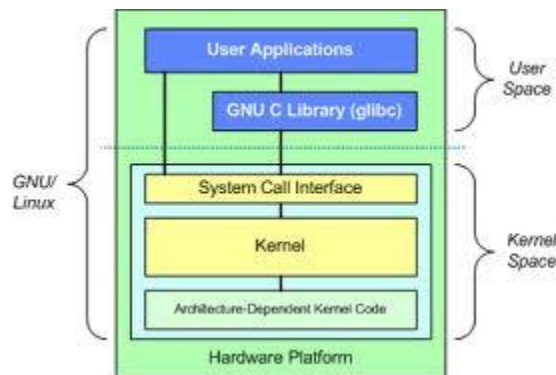 User Applications
GNU C Library (glibc)
User
Space
GNU/
Linux
System Call Interface
Kernel
Kernel
Space
Architecture-Dependent Kernel Code
Hardware Platform